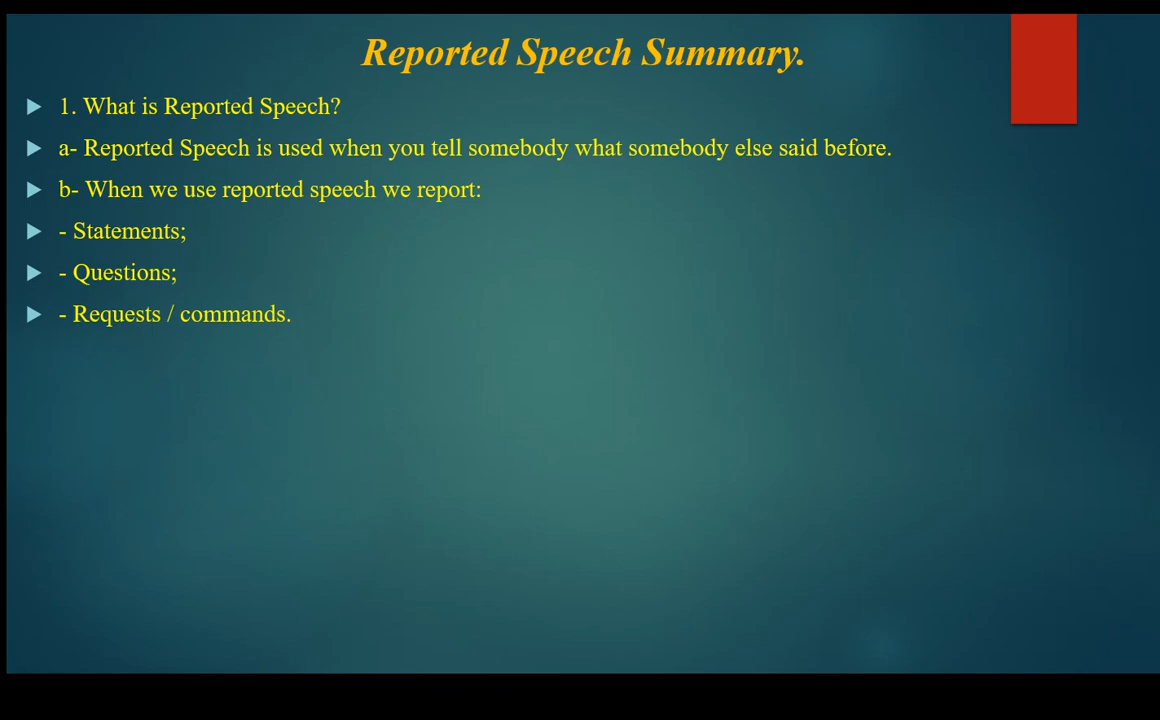 Reported Speech Summary.
1. What is Reported Speech?
a- Reported Speech is used when you tell somebody what somebody else said before.
b- When we use reported speech we report:
- Statements;
- Questions;
- Requests / commands.